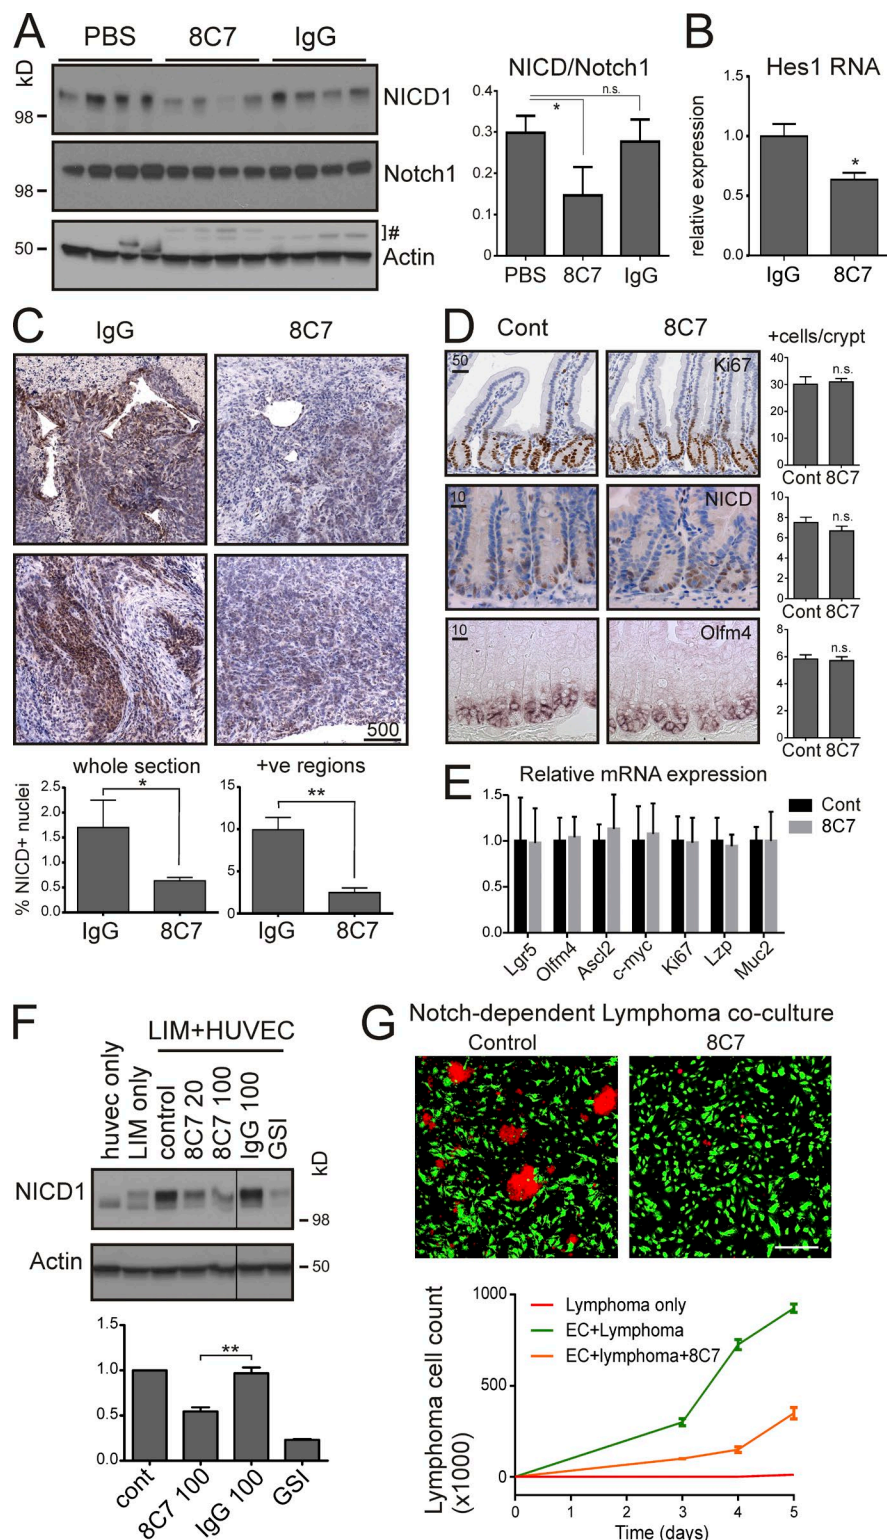 A
PBS 8C7 IgG
kD
98
NICD1
98
Notch1
50
]#
Actin
NICD/Notch1
n.s.
*
0.4
0.3
0.2
0.1
0
PBS 8C7 IgG
B
Hes1 RNA
relative expression
1.5
1.0
0.5
0.0
*
IgG 8C7
C
IgG 8C7
500
whole section
% NICD+ nuclei
2.5
2.0
1.5
1.0
0.5
0.0
*
IgG 8C7
+ve regions
15
10
5
0
**
IgG 8C7
D
Cont 8C7
+cells/crypt
50
Ki67
40
30
20
10
0
n.s.
Cont 8C7
10
NICD
10
8
6
4
2
0
n.s.
Cont 8C7
10
Olfm4
10
8
6
4
2
0
n.s.
Cont 8C7
E
Relative mRNA expression
1.5
1.0
0.5
0.0
Cont
8C7
Lgr5
Olfm4
Ascl2
c-myc
Ki67
Lzp
Muc2
F
LIM+HUVEC
huvec only
LIM only
control
8C7 20
8C7 100
IgG 100
GSI
kD
NICD1
98
Actin
50
1.5
1.0
0.5
0.0
**
cont
8C7 100
IgG 100
GSI
G
Notch-dependent Lymphoma co-culture
Control 8C7
Lymphoma cell count
(x1000)
1000
500
0
Lymphoma only
EC+Lymphoma
EC+lymphoma+8C7
0 1 2 3 4 5
Time (days)